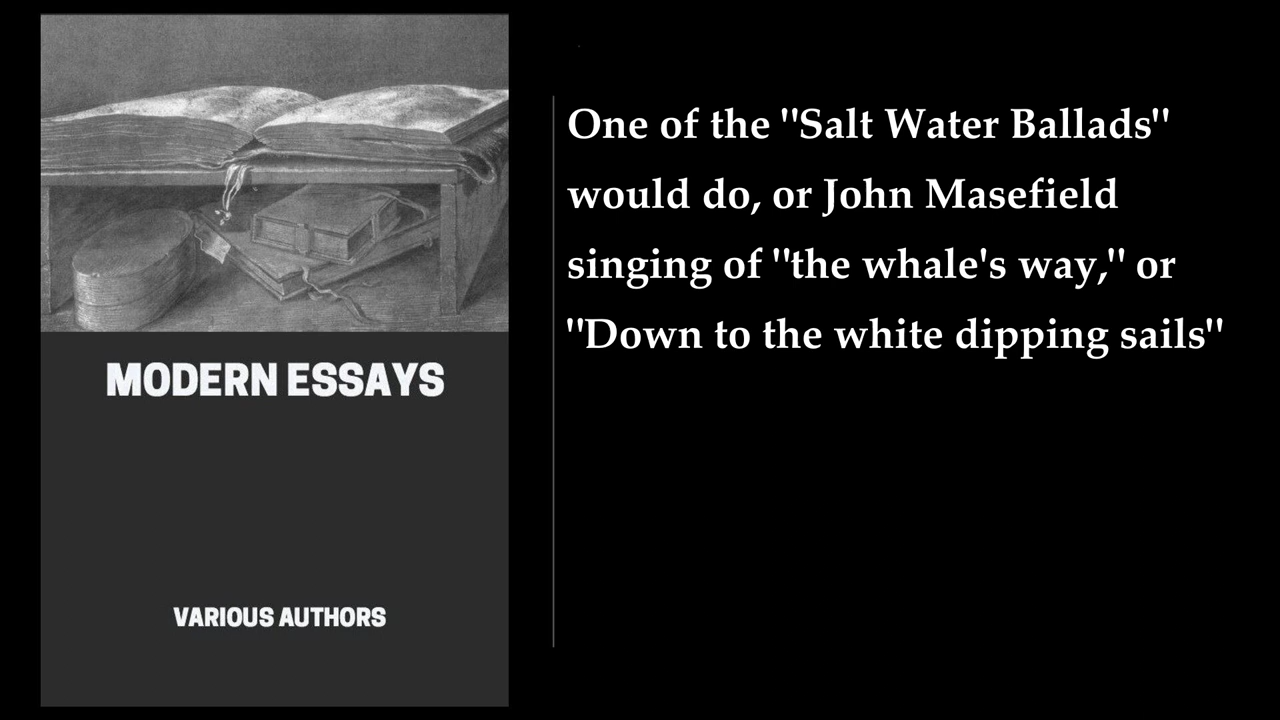 MODERN ESSAYS
VARIOUS AUTHORS
One of the "Salt Water Ballads"
would do, or John Masefield
singing of "the whale's way," or
"Down to the white dipping sails"